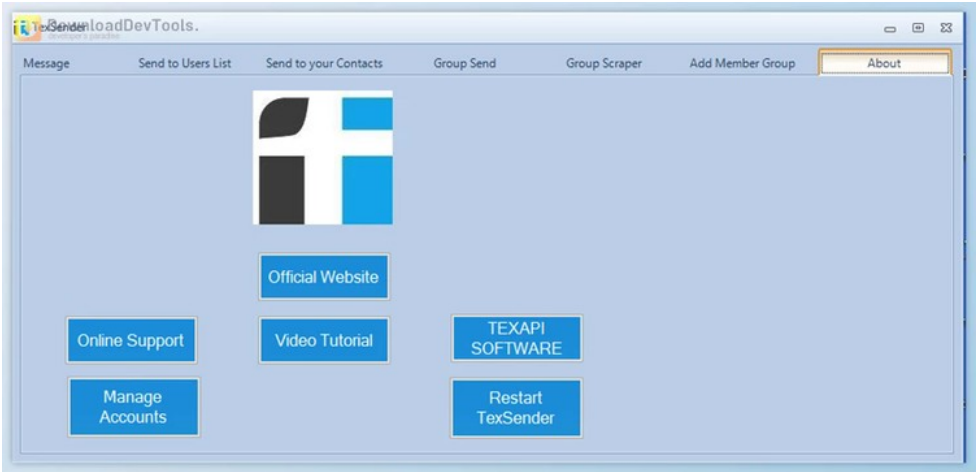 TexSender
DownloadDevTools.
developer's paradise
Message Send to Users List Send to your Contacts Group Send Group Scraper Add Member Group About
Official Website
Online Support Video Tutorial TEXAPI
SOFTWARE
Manage
Accounts
Restart
TexSender